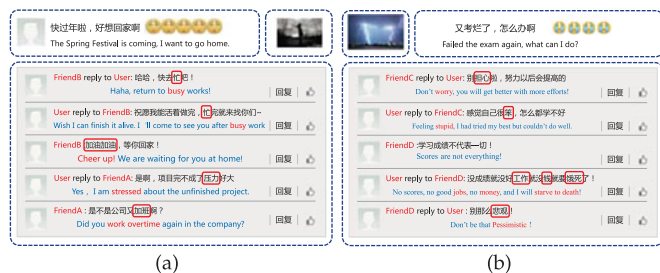 快过年啦，好想回家啊
The Spring Festival is coming, I want to go home.
FriendB reply to User: 哈哈，快去忙吧！
Haha, return to busy works!
回复
User reply to FriendB: 祝愿我能活着做完，忙完就来找你们~
Wish I can finish it alive. I 'll come to see you after busy work
回复
FriendB: 加油加油，等你回家！
Cheer up! We are waiting for you at home!
回复
User reply to FriendA: 是啊，项目完不成了压力好大
Yes， I am stressed about the unfinished project.
回复
FriendA : 是不是公司又加班啊？
Did you work overtime again in the company?
回复
(a)
又考烂了，怎么办啊
Failed the exam again, what can I do?
FriendC reply to User: 别担心啦，努力以后会提高的
Don't worry, you will get better with more efforts!
回复
User reply to FriendC: 感觉自己很笨，怎么都学不好
Feeling stupid, I had tried my best but couldn't do well.
回复
FriendD :学习成绩不代表一切！
Scores are not everything!
回复
User reply to FriendD: 没成绩就没好工作就没钱就要饿死了！
No scores, no good jobs, no money, and I will starve to death!
回复
FriendD reply to User : 别那么悲观！
Don't be that Pessimistic！
回复
(b)